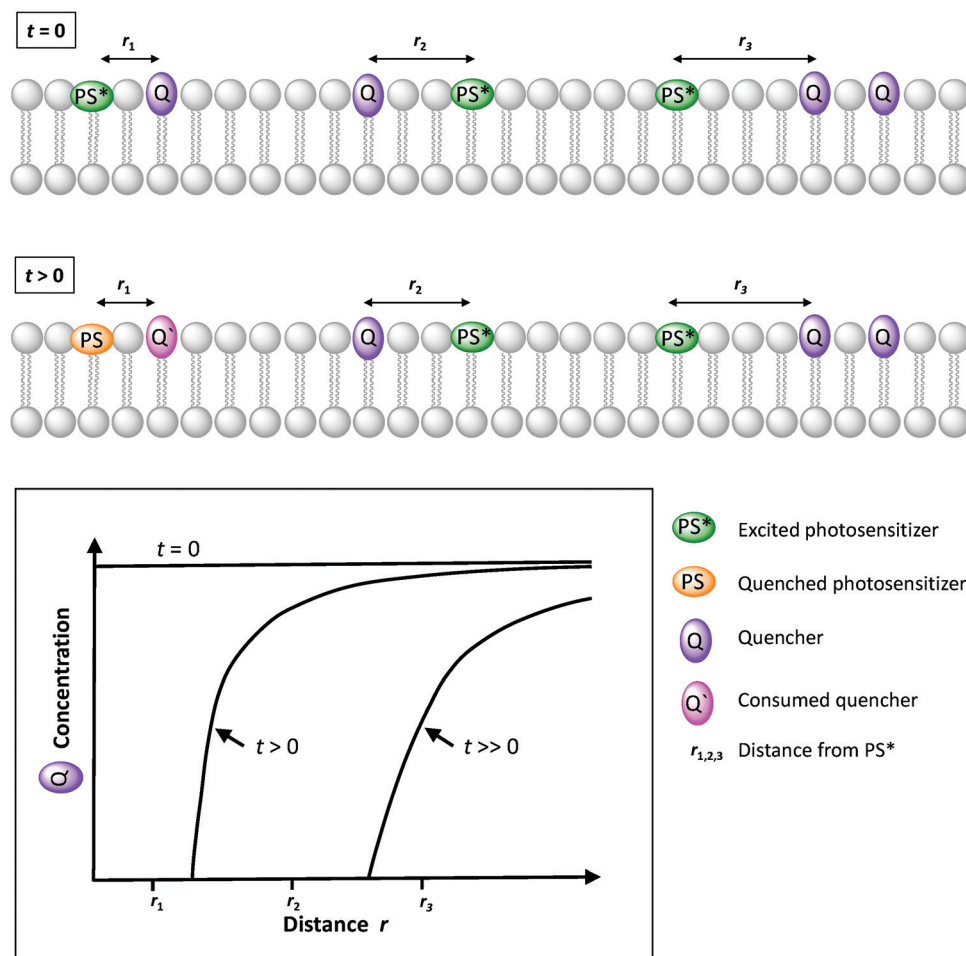 t = 0
r1 r2 r3
PS* Q Q PS* PS* Q Q
t > 0
r1 r2 r3
PS Q` Q PS* PS* Q Q
t = 0
t > 0
t >> 0
Q Concentration
r1 r2 r3
Distance r
PS* Excited photosensitizer
PS Quenched photosensitizer
Q Quencher
Q` Consumed quencher
r1,2,3 Distance from PS*